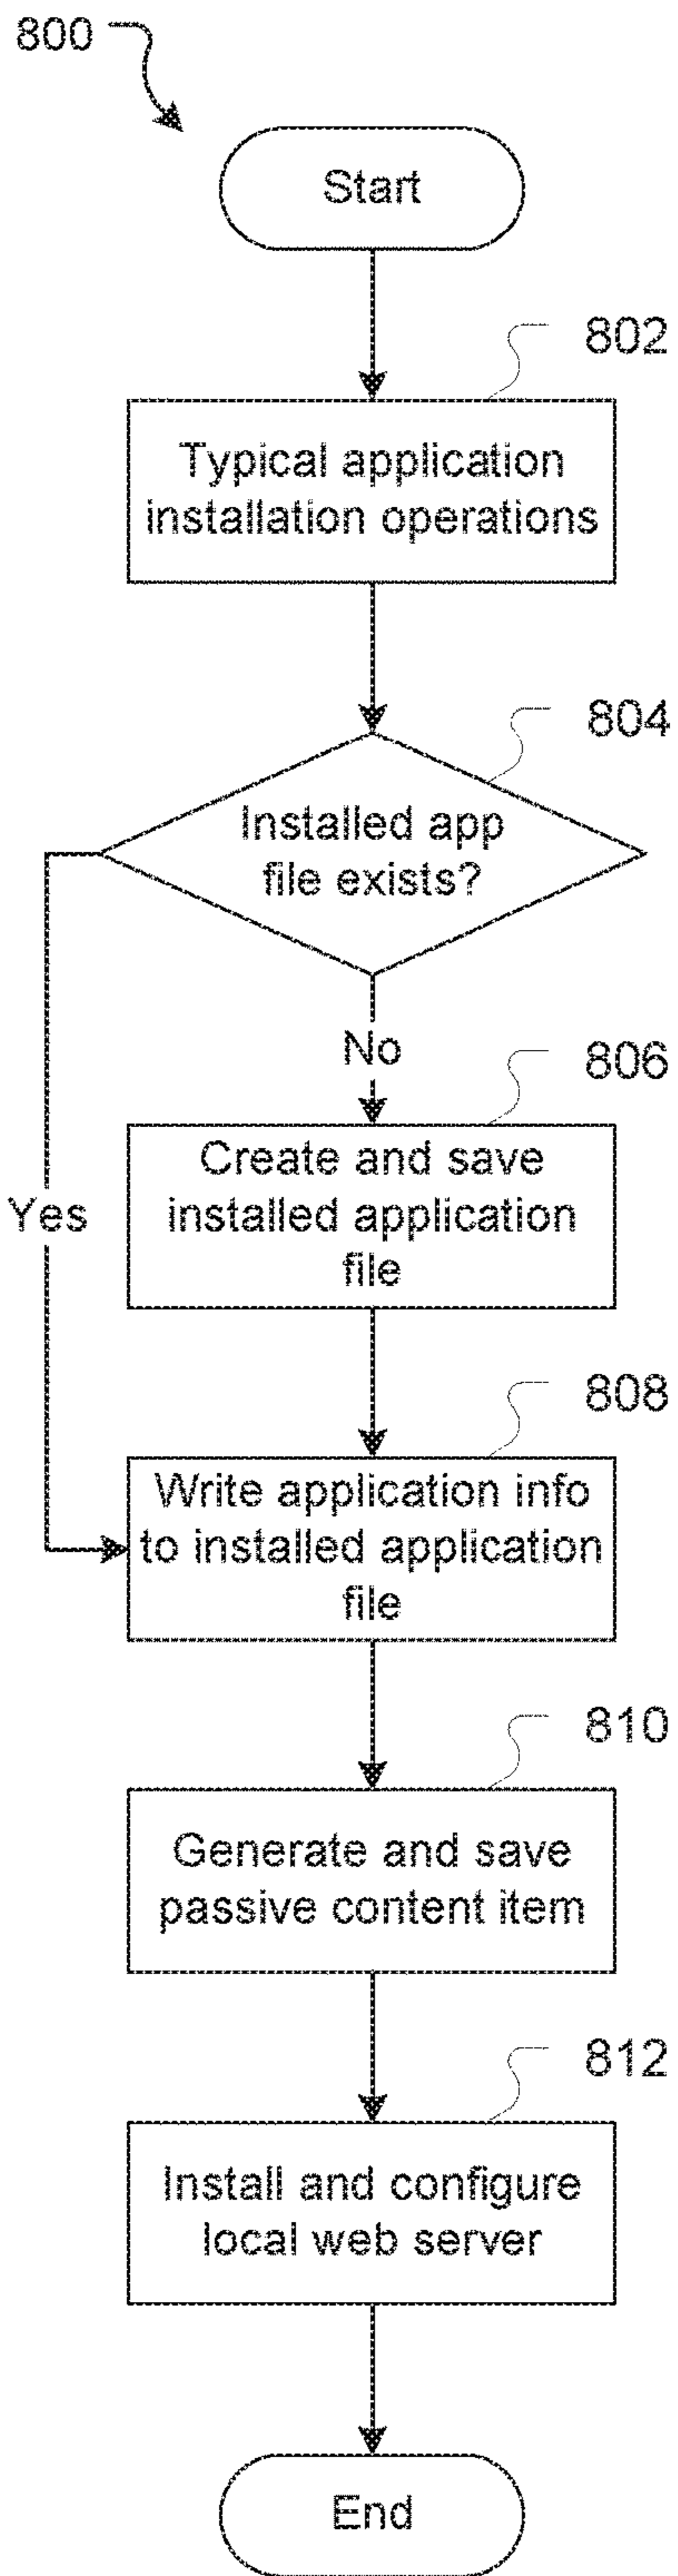 800
Start
802
Typical application
installation operations
804
Installed app
file exists?
No
806
Create and save
installed application
file
Yes
808
Write application info
to installed application
file
810
Generate and save
passive content item
812
Install and configure
local web server
End